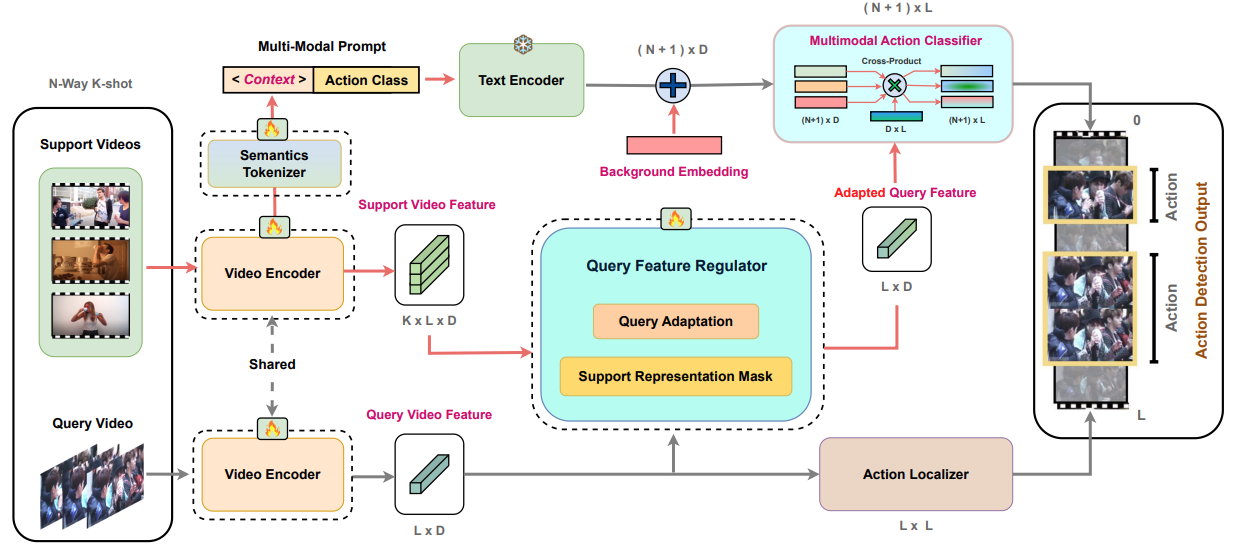 N-Way K-shot
Support Videos
Query Video
Multi-Modal Prompt
< Context >
Action Class
Semantics
Tokenizer
Video Encoder
Shared
Video Encoder
Support Video Feature
K x L x D
Query Video Feature
L x D
Text Encoder
( N + 1 ) x D
Background Embedding
Query Feature Regulator
Query Adaptation
Support Representation Mask
( N + 1 ) x L
Multimodal Action Classifier
Cross-Product
(N+1) x D
D x L
(N+1) x L
Adapted Query Feature
L x D
Action Localizer
L x L
0
Action
Action
L
Action Detection Output